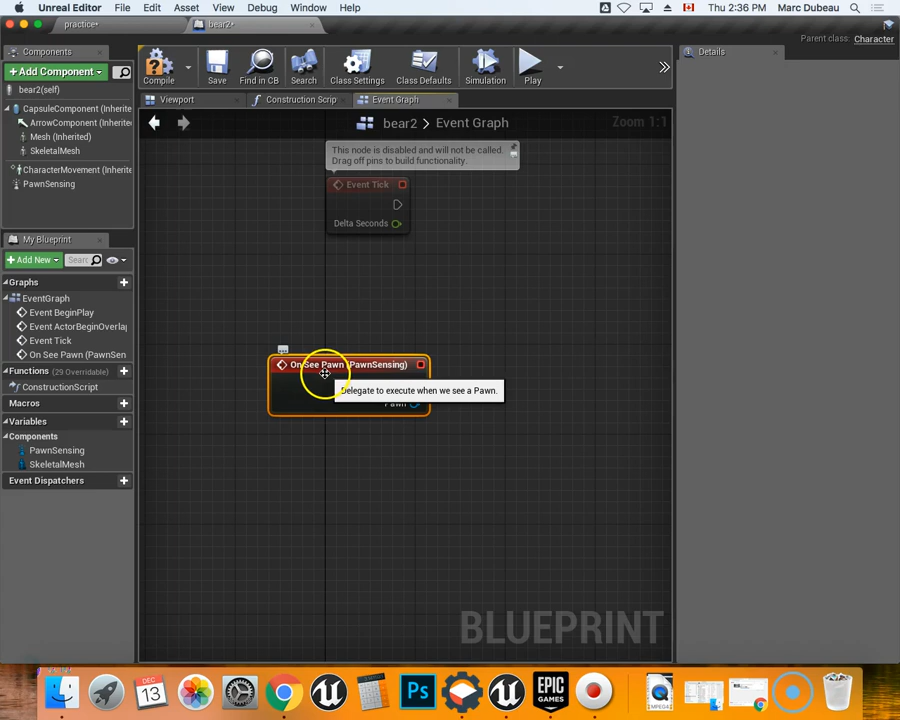 Unreal Editor File Edit Asset View Debug Window Help Thu 2:36 PM Marc Dubeau
practice* bear2*
Parent class: Character
Components
+Add Component
bear2(self)
CapsuleComponent (Inherite
ArrowComponent (Inherite
Mesh (Inherited)
SkeletalMesh
CharacterMovement (Inherite
PawnSensing
Compile Save Find in CB Search Class Settings Class Defaults Simulation Play
Details
Viewport Construction Scrip Event Graph
bear2 > Event Graph
Zoom 1:1
This node is disabled and will not be called.
Drag off pins to build functionality.
Event Tick
Delta Seconds
My Blueprint
+Add New Searc
Graphs
EventGraph
Event BeginPlay
Event ActorBeginOverla
Event Tick
On See Pawn (PawnSen
Functions (29 Overridable)
ConstructionScript
Macros
Variables
Components
PawnSensing
SkeletalMesh
Event Dispatchers
On See Pawn (PawnSensing)
Delegate to execute when we see a Pawn.
Pawn
BLUEPRINT
DEC
13
Ps
EPIC
GAMES
MPEG4